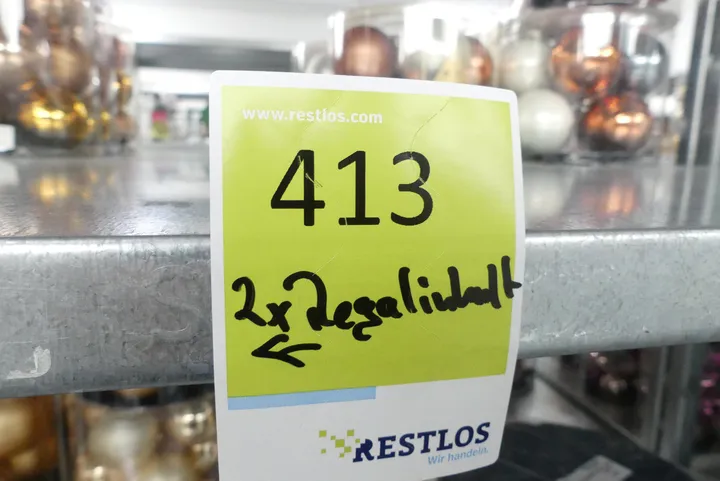 www.restlos.com
413
2x Regalinhalt
←
RESTLOS
Wir handeln.